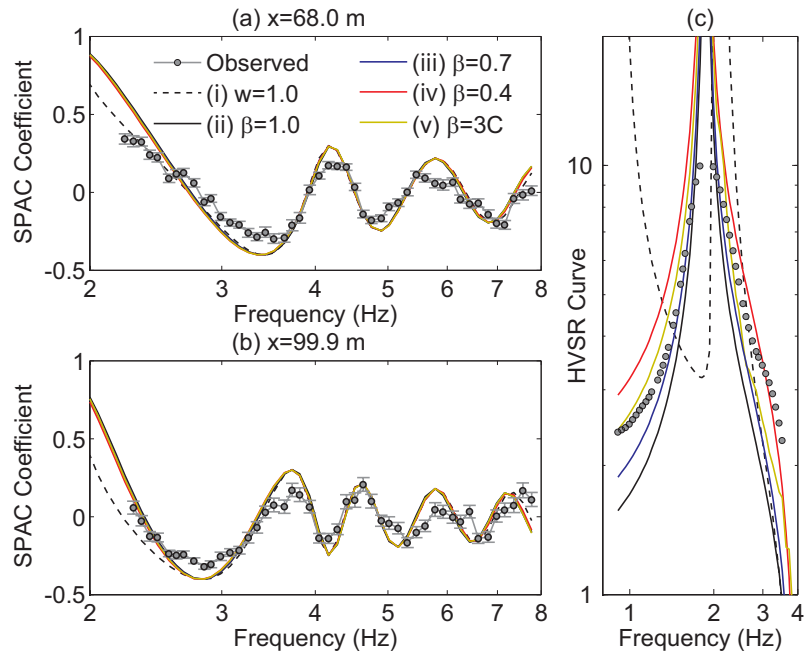 (a) x=68.0 m
1
0.5
0
-0.5
SPAC Coefficient
Observed
(i) w=1.0
(ii) β=1.0
(iii) β=0.7
(iv) β=0.4
(v) β=3C
2
3
4
5
6
7
8
Frequency (Hz)
(b) x=99.9 m
1
0.5
0
-0.5
SPAC Coefficient
2
3
4
5
6
7
8
Frequency (Hz)
(c)
10
1
HVSR Curve
1
2
3
4
Frequency (Hz)